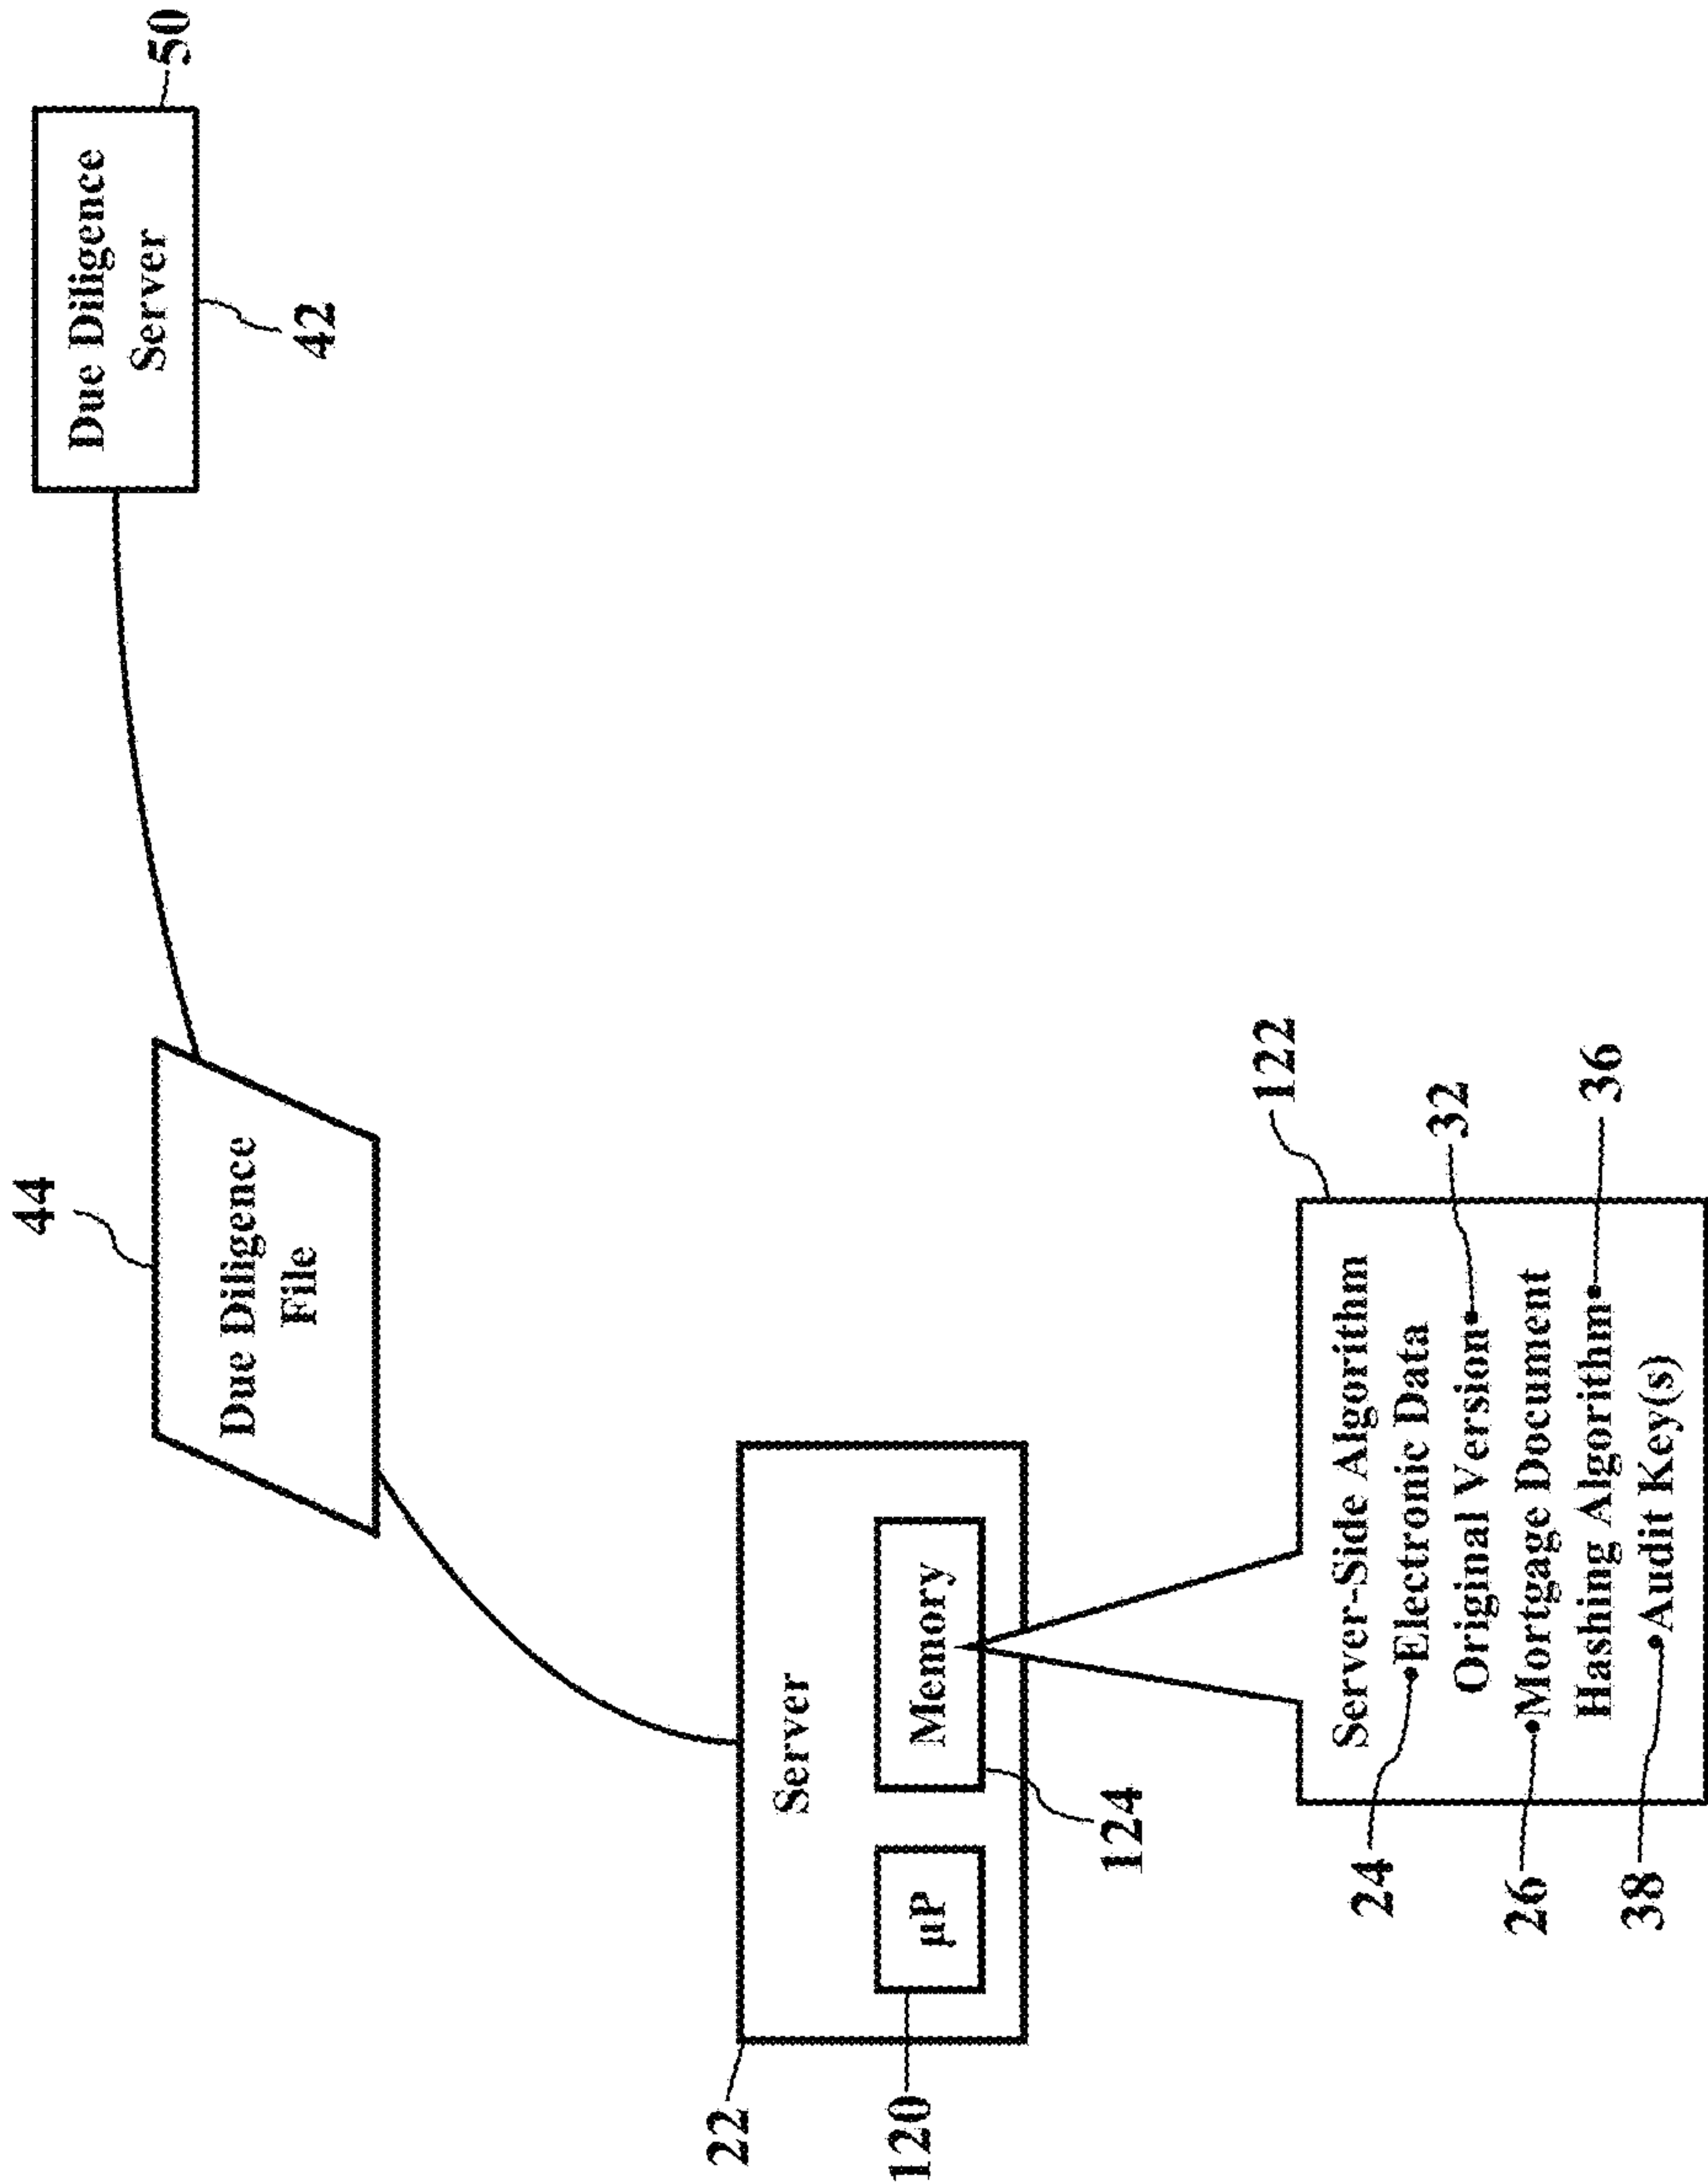 44
Due Diligence
File
Due Diligence
Server
50
42
22
Server
120
µP
Memory
124
122
Server-Side Algorithm
24
Electronic Data
Original Version
32
26
Mortgage Document
Hashing Algorithm
36
38
Audit Key(s)